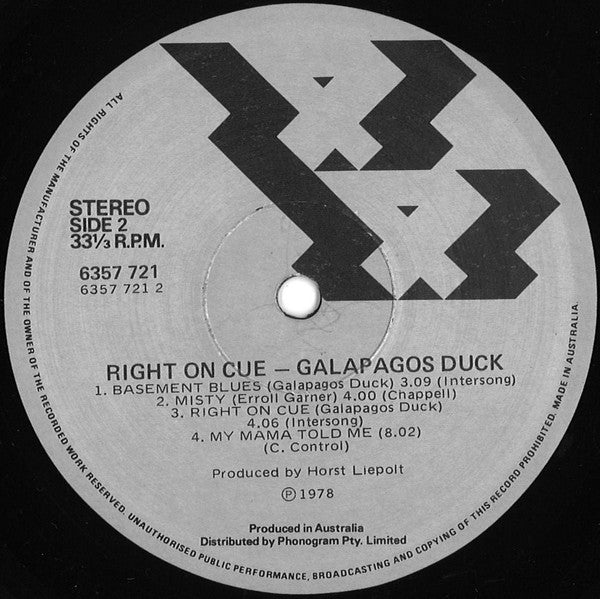 STEREO
SIDE 2
33⅓ R.P.M.
6357 721
6357 721 2
RIGHT ON CUE — GALAPAGOS DUCK
1. BASEMENT BLUES (Galapagos Duck) 3.09 (Intersong)
2. MISTY (Erroll Garner) 4.00 (Chappell)
3. RIGHT ON CUE (Galapagos Duck)
4.06 (Intersong)
4. MY MAMA TOLD ME (8.02)
(C. Control)
Produced by Horst Liepolt
Ⓟ 1978
Produced in Australia
Distributed by Phonogram Pty. Limited
ALL RIGHTS OF THE MANUFACTURER AND OF THE OWNER OF THE RECORDED WORK RESERVED. UNAUTHORISED PUBLIC PERFORMANCE, BROADCASTING AND COPYING OF THIS RECORD PROHIBITED. MADE IN AUSTRALIA.